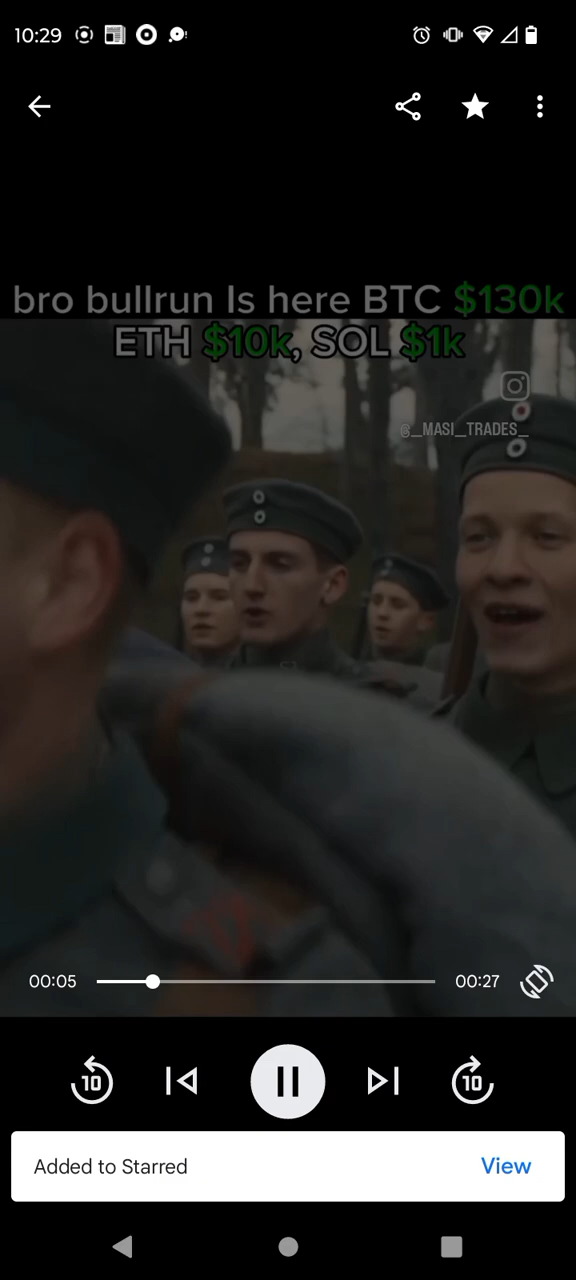 10:29
bro bullrun Is here BTC $130k
ETH $10k, SOL $1k
@_MASI_TRADES_
00:05
00:27
10
10
Added to Starred
View